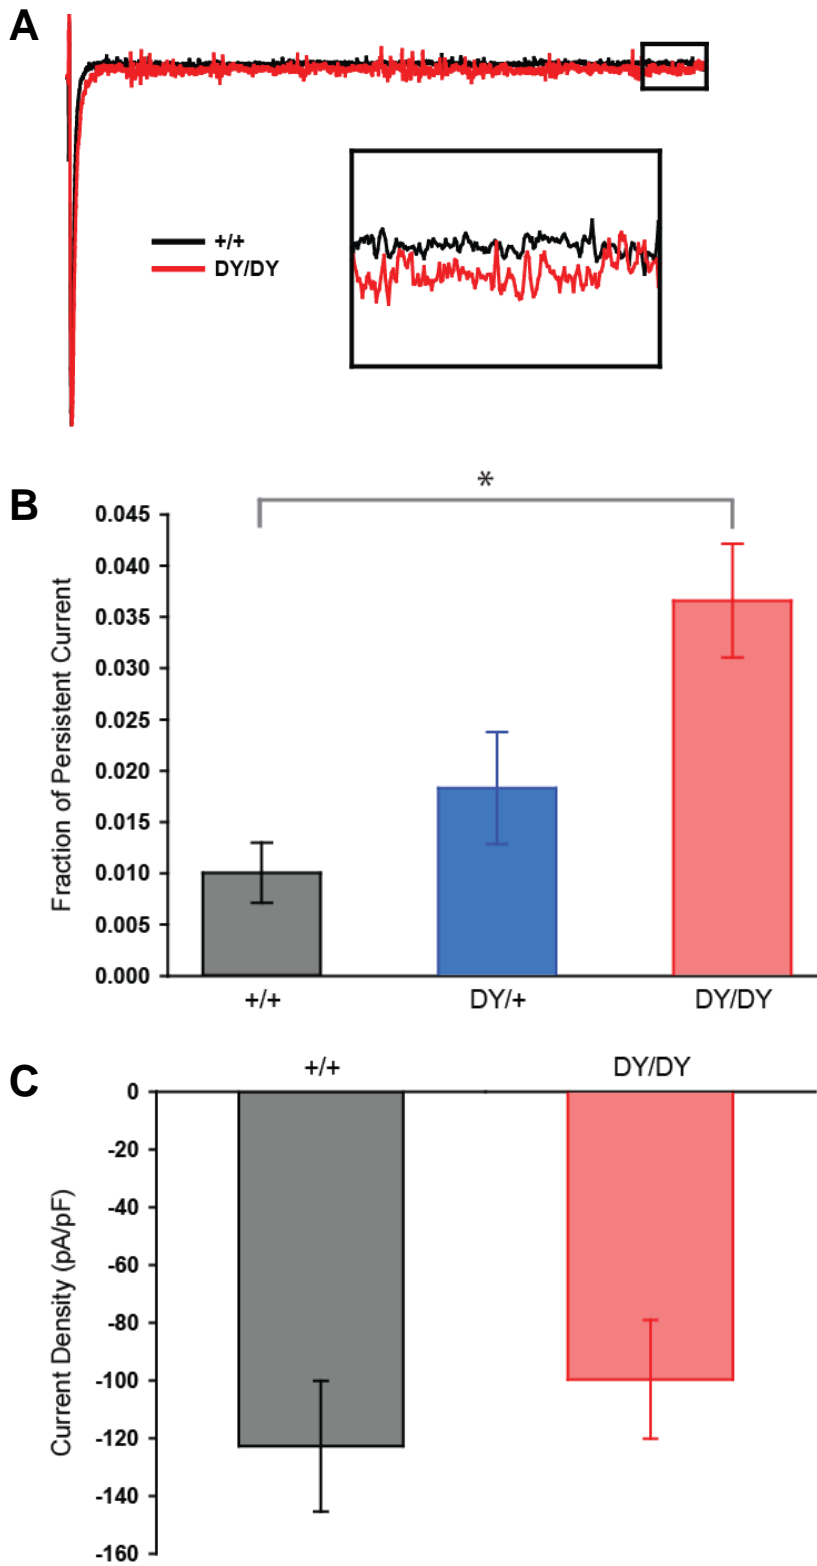 A
+/+
DY/DY
B
*
Fraction of Persistent Current
0.045
0.040
0.035
0.030
0.025
0.020
0.015
0.010
0.005
0.000
+/+ DY/+ DY/DY
C
+/+ DY/DY
Current Density (pA/pF)
0
-20
-40
-60
-80
-100
-120
-140
-160